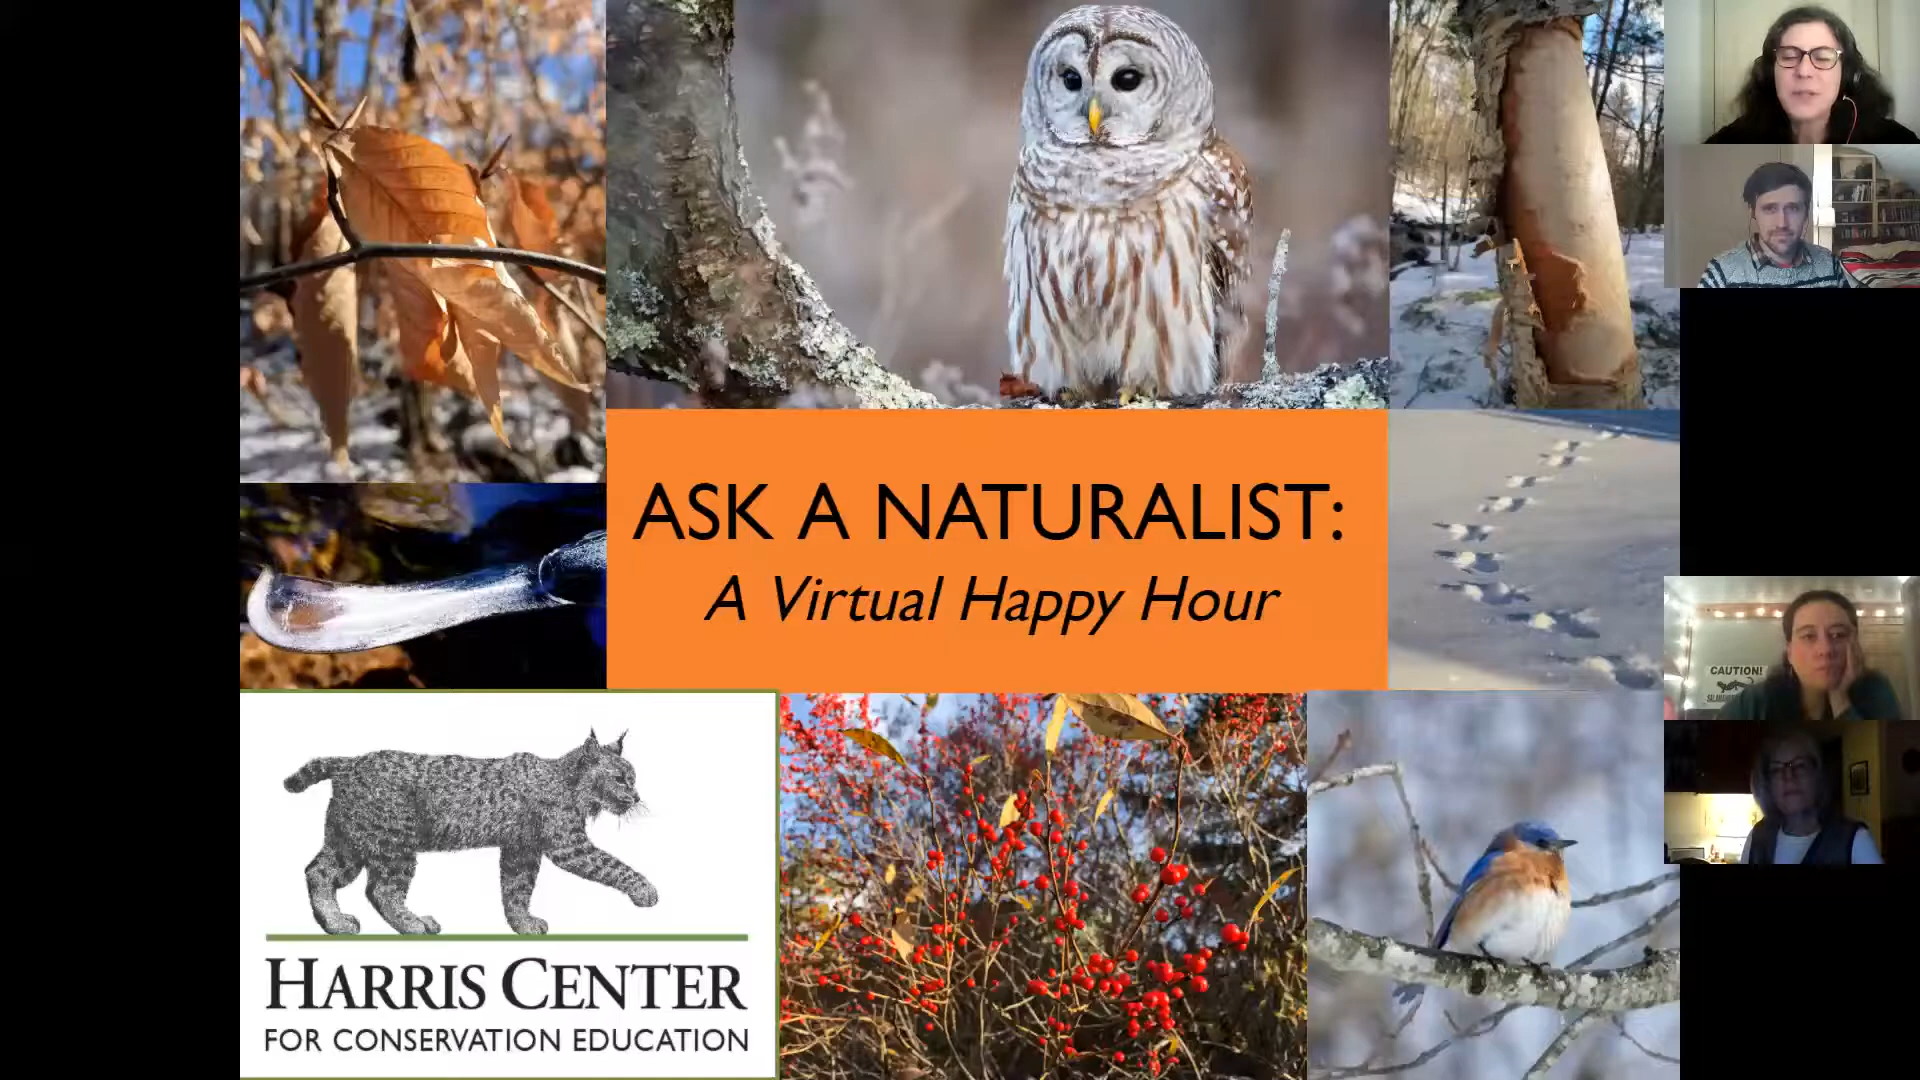 ASK A NATURALIST:
A Virtual Happy Hour
CAUTION!
HARRIS CENTER
FOR CONSERVATION EDUCATION